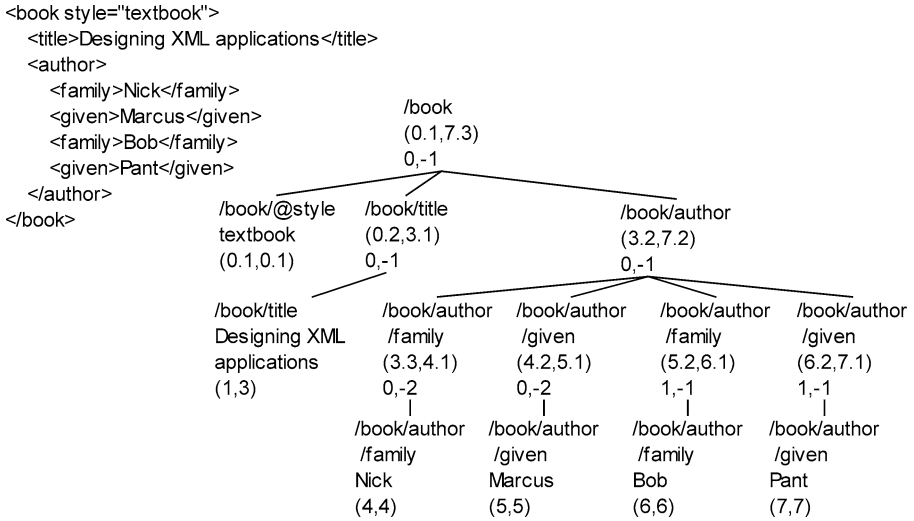 <book style="textbook">
<title>Designing XML applications</title>
<author>
<family>Nick</family>
<given>Marcus</given>
<family>Bob</family>
<given>Pant</given>
</author>
</book>
/book
(0.1,7.3)
0,-1
/book/@style
textbook
(0.1,0.1)
/book/title
(0.2,3.1)
0,-1
/book/author
(3.2,7.2)
0,-1
/book/title
Designing XML
applications
(1,3)
/book/author
/family
(3.3,4.1)
0,-2
/book/author
/given
(4.2,5.1)
0,-2
/book/author
/family
(5.2,6.1)
1,-1
/book/author
/given
(6.2,7.1)
1,-1
/book/author
/family
Nick
(4,4)
/book/author
/given
Marcus
(5,5)
/book/author
/family
Bob
(6,6)
/book/author
/given
Pant
(7,7)